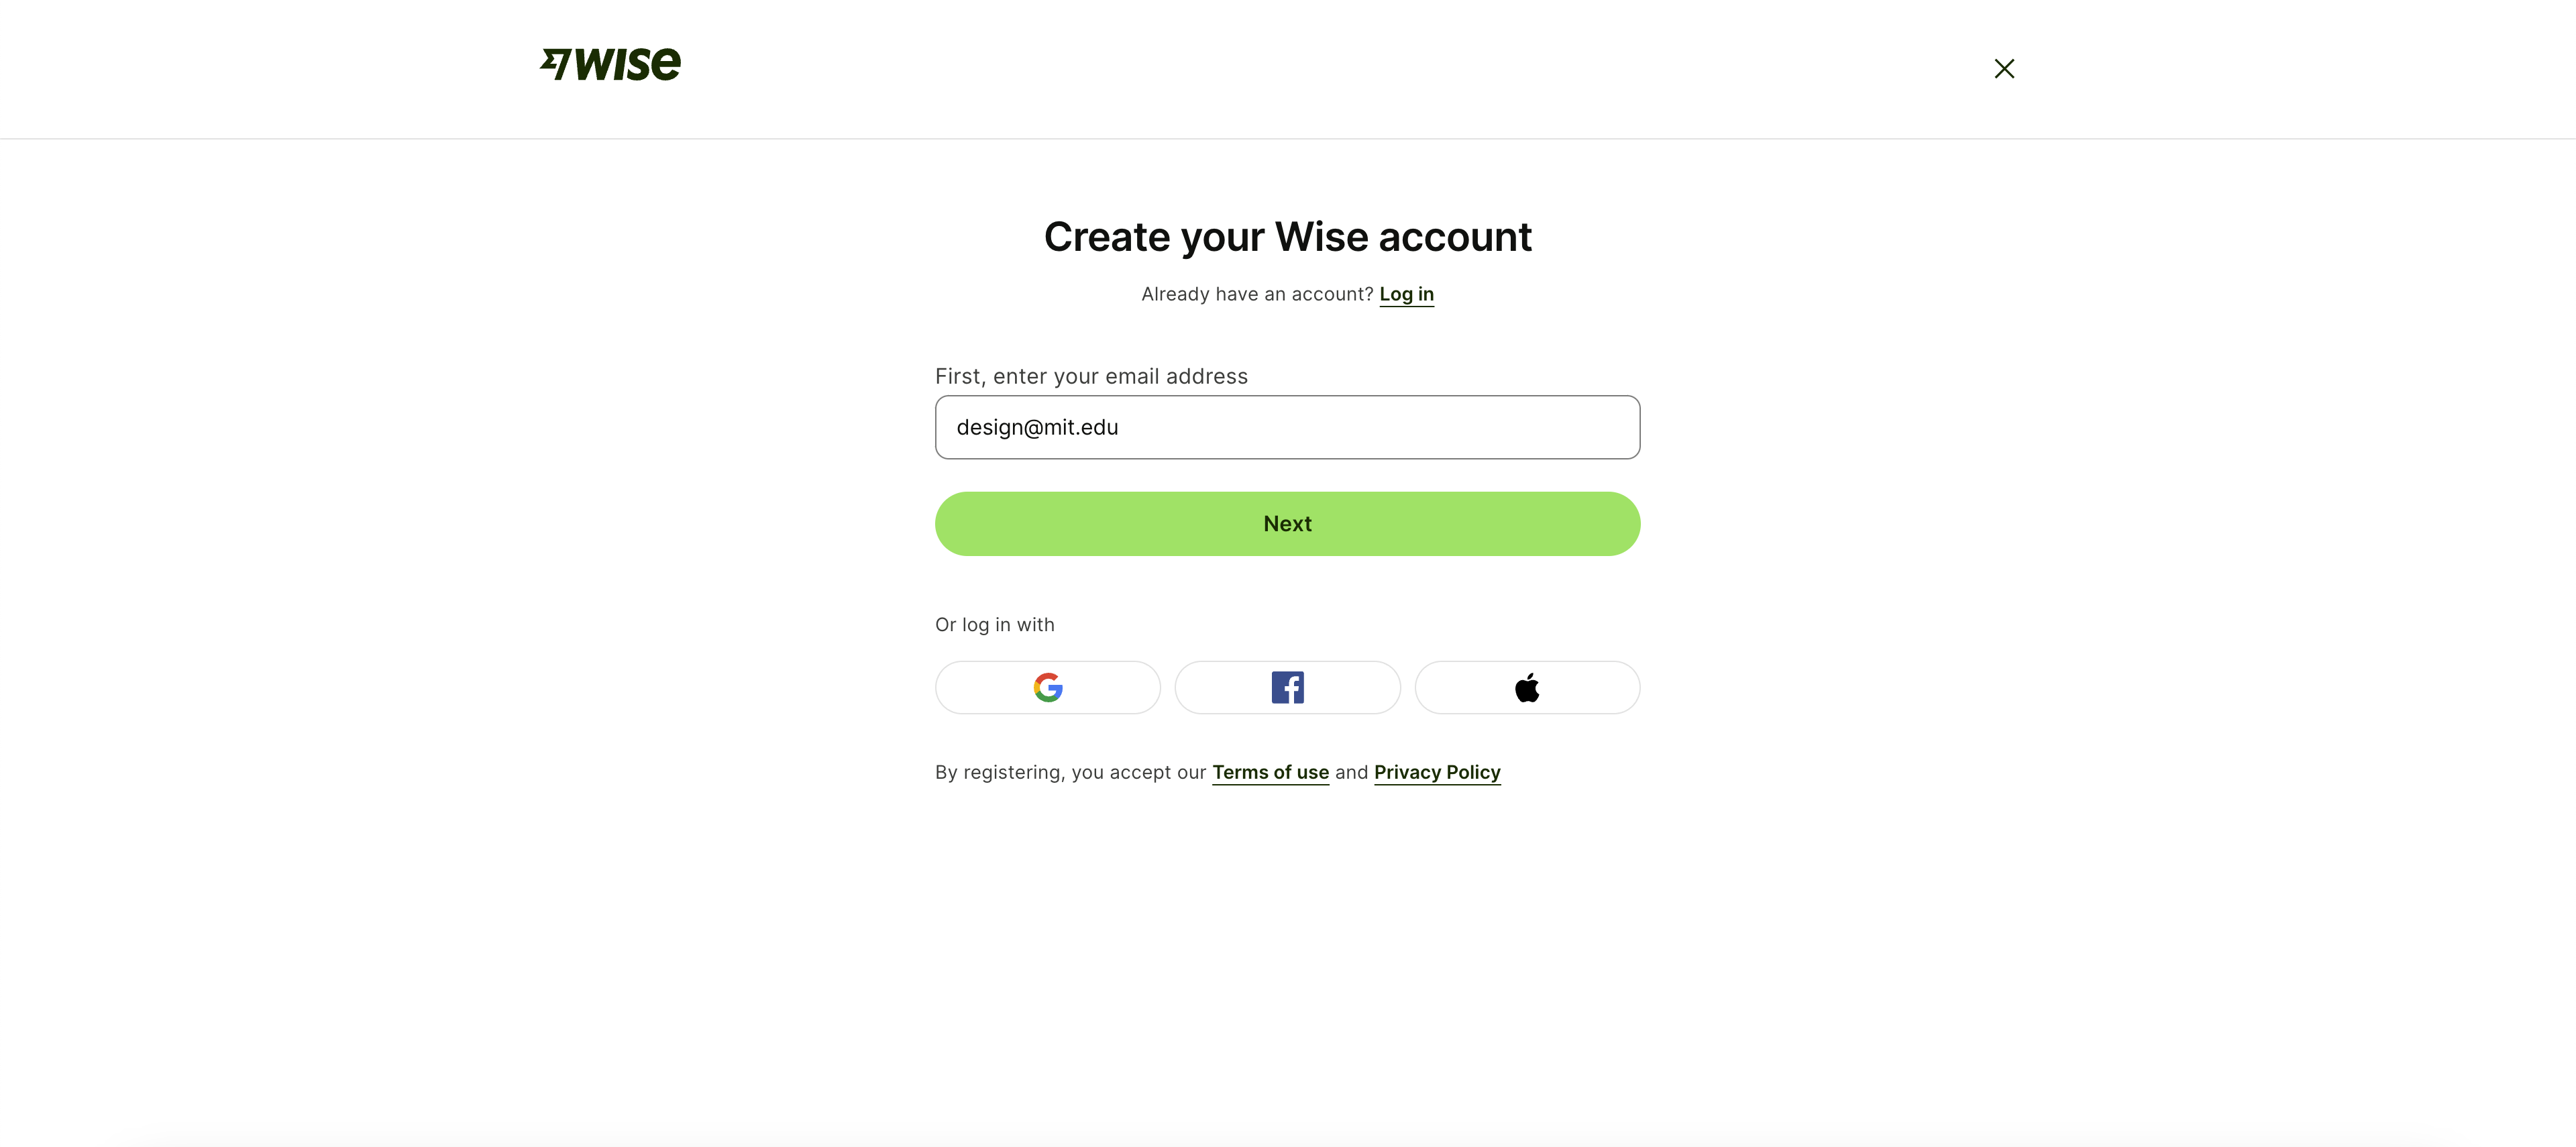 WISE
Create your Wise account
Already have an account? Log in
First, enter your email address
design@mit.edu
Next
Or log in with
By registering, you accept our Terms of use and Privacy Policy